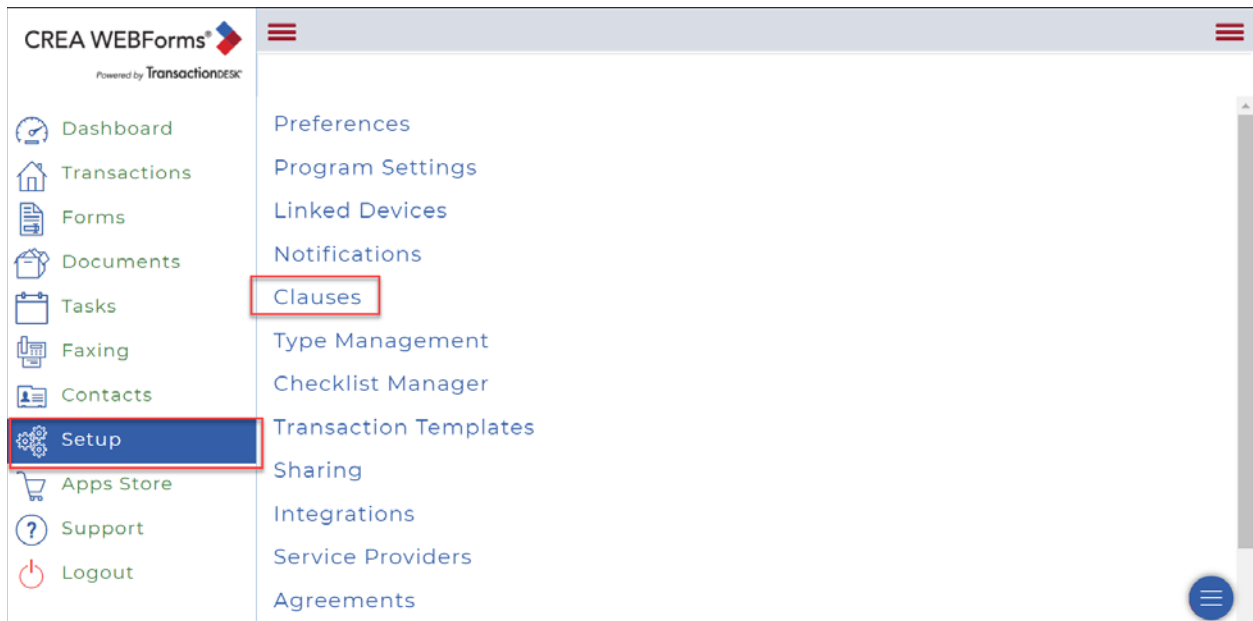 CREA WEBForms®
Powered by TransactionDESK®
Dashboard
Transactions
Forms
Documents
Tasks
Faxing
Contacts
Setup
Apps Store
Support
Logout
Preferences
Program Settings
Linked Devices
Notifications
Clauses
Type Management
Checklist Manager
Transaction Templates
Sharing
Integrations
Service Providers
Agreements